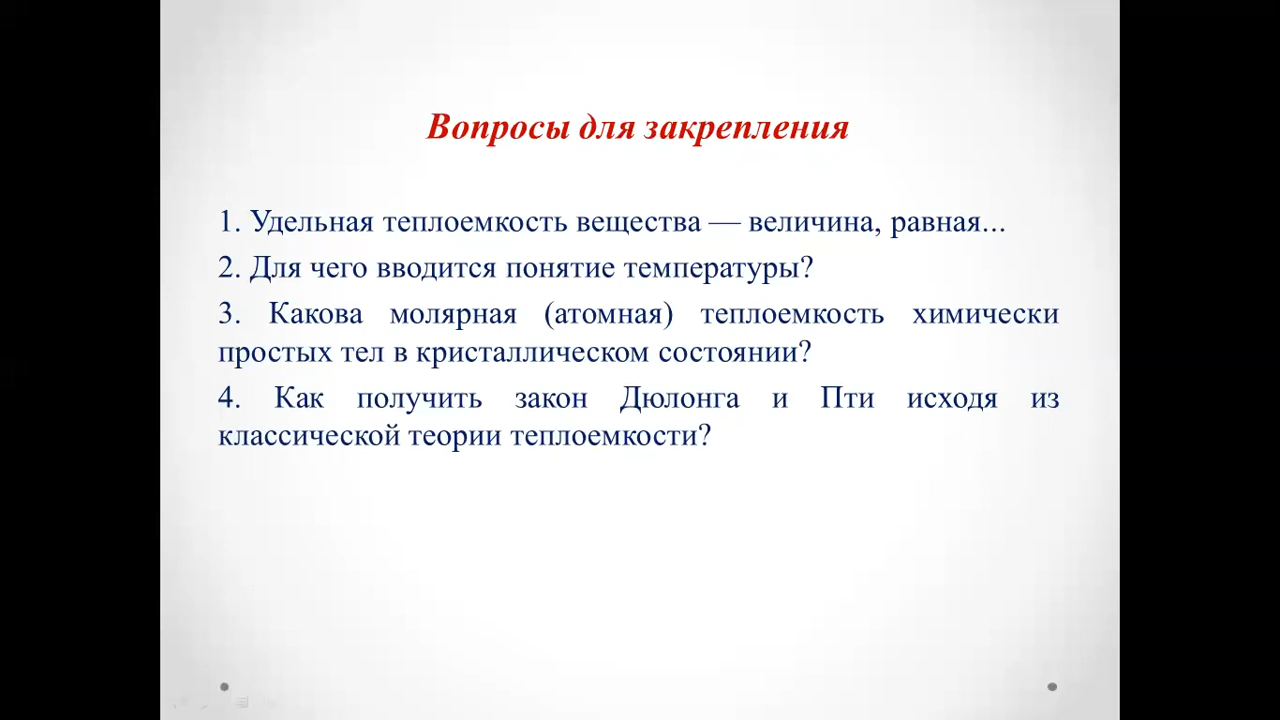 Вопросы для закрепления
1. Удельная теплоемкость вещества — величина, равная...
2. Для чего вводится понятие температуры?
3. Какова молярная (атомная) теплоемкость химически
простых тел в кристаллическом состоянии?
4. Как получить закон Дюлонга и Пти исходя из
классической теории теплоемкости?